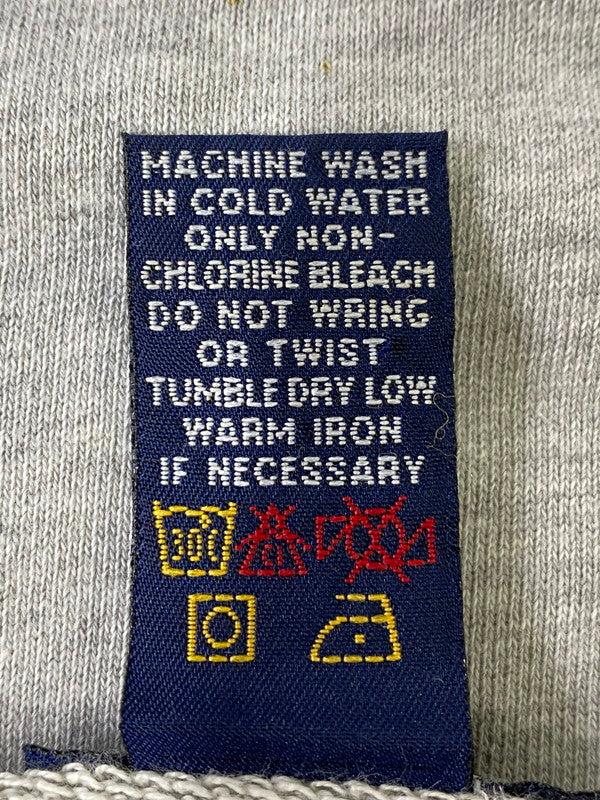 MACHINE WASH
IN COLD WATER
ONLY NON-
CHLORINE BLEACH
DO NOT WRING
OR TWIST
TUMBLE DRY LOW
WARM IRON
IF NECESSARY